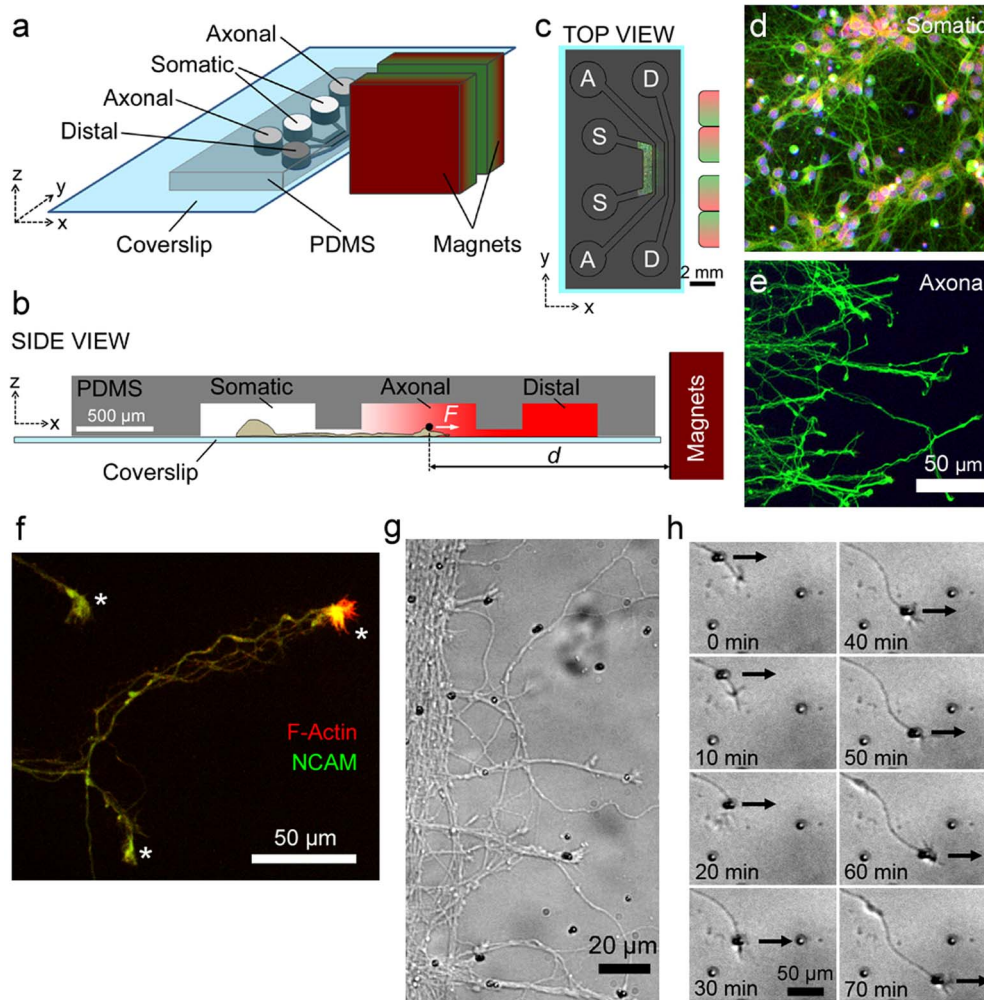 a
Axonal
Somatic
Axonal
Distal
z
y
x
Coverslip
PDMS
Magnets
b
SIDE VIEW
z
x
PDMS
500 µm
Somatic
Axonal
F
Distal
d
Magnets
Coverslip
c
TOP VIEW
A
D
S
S
A
D
y
x
2 mm
d
Somatic
e
Axonal
50 µm
f
*
*
F-Actin
NCAM
*
50 µm
g
20 µm
h
0 min
40 min
10 min
50 min
20 min
60 min
30 min
50 µm
70 min